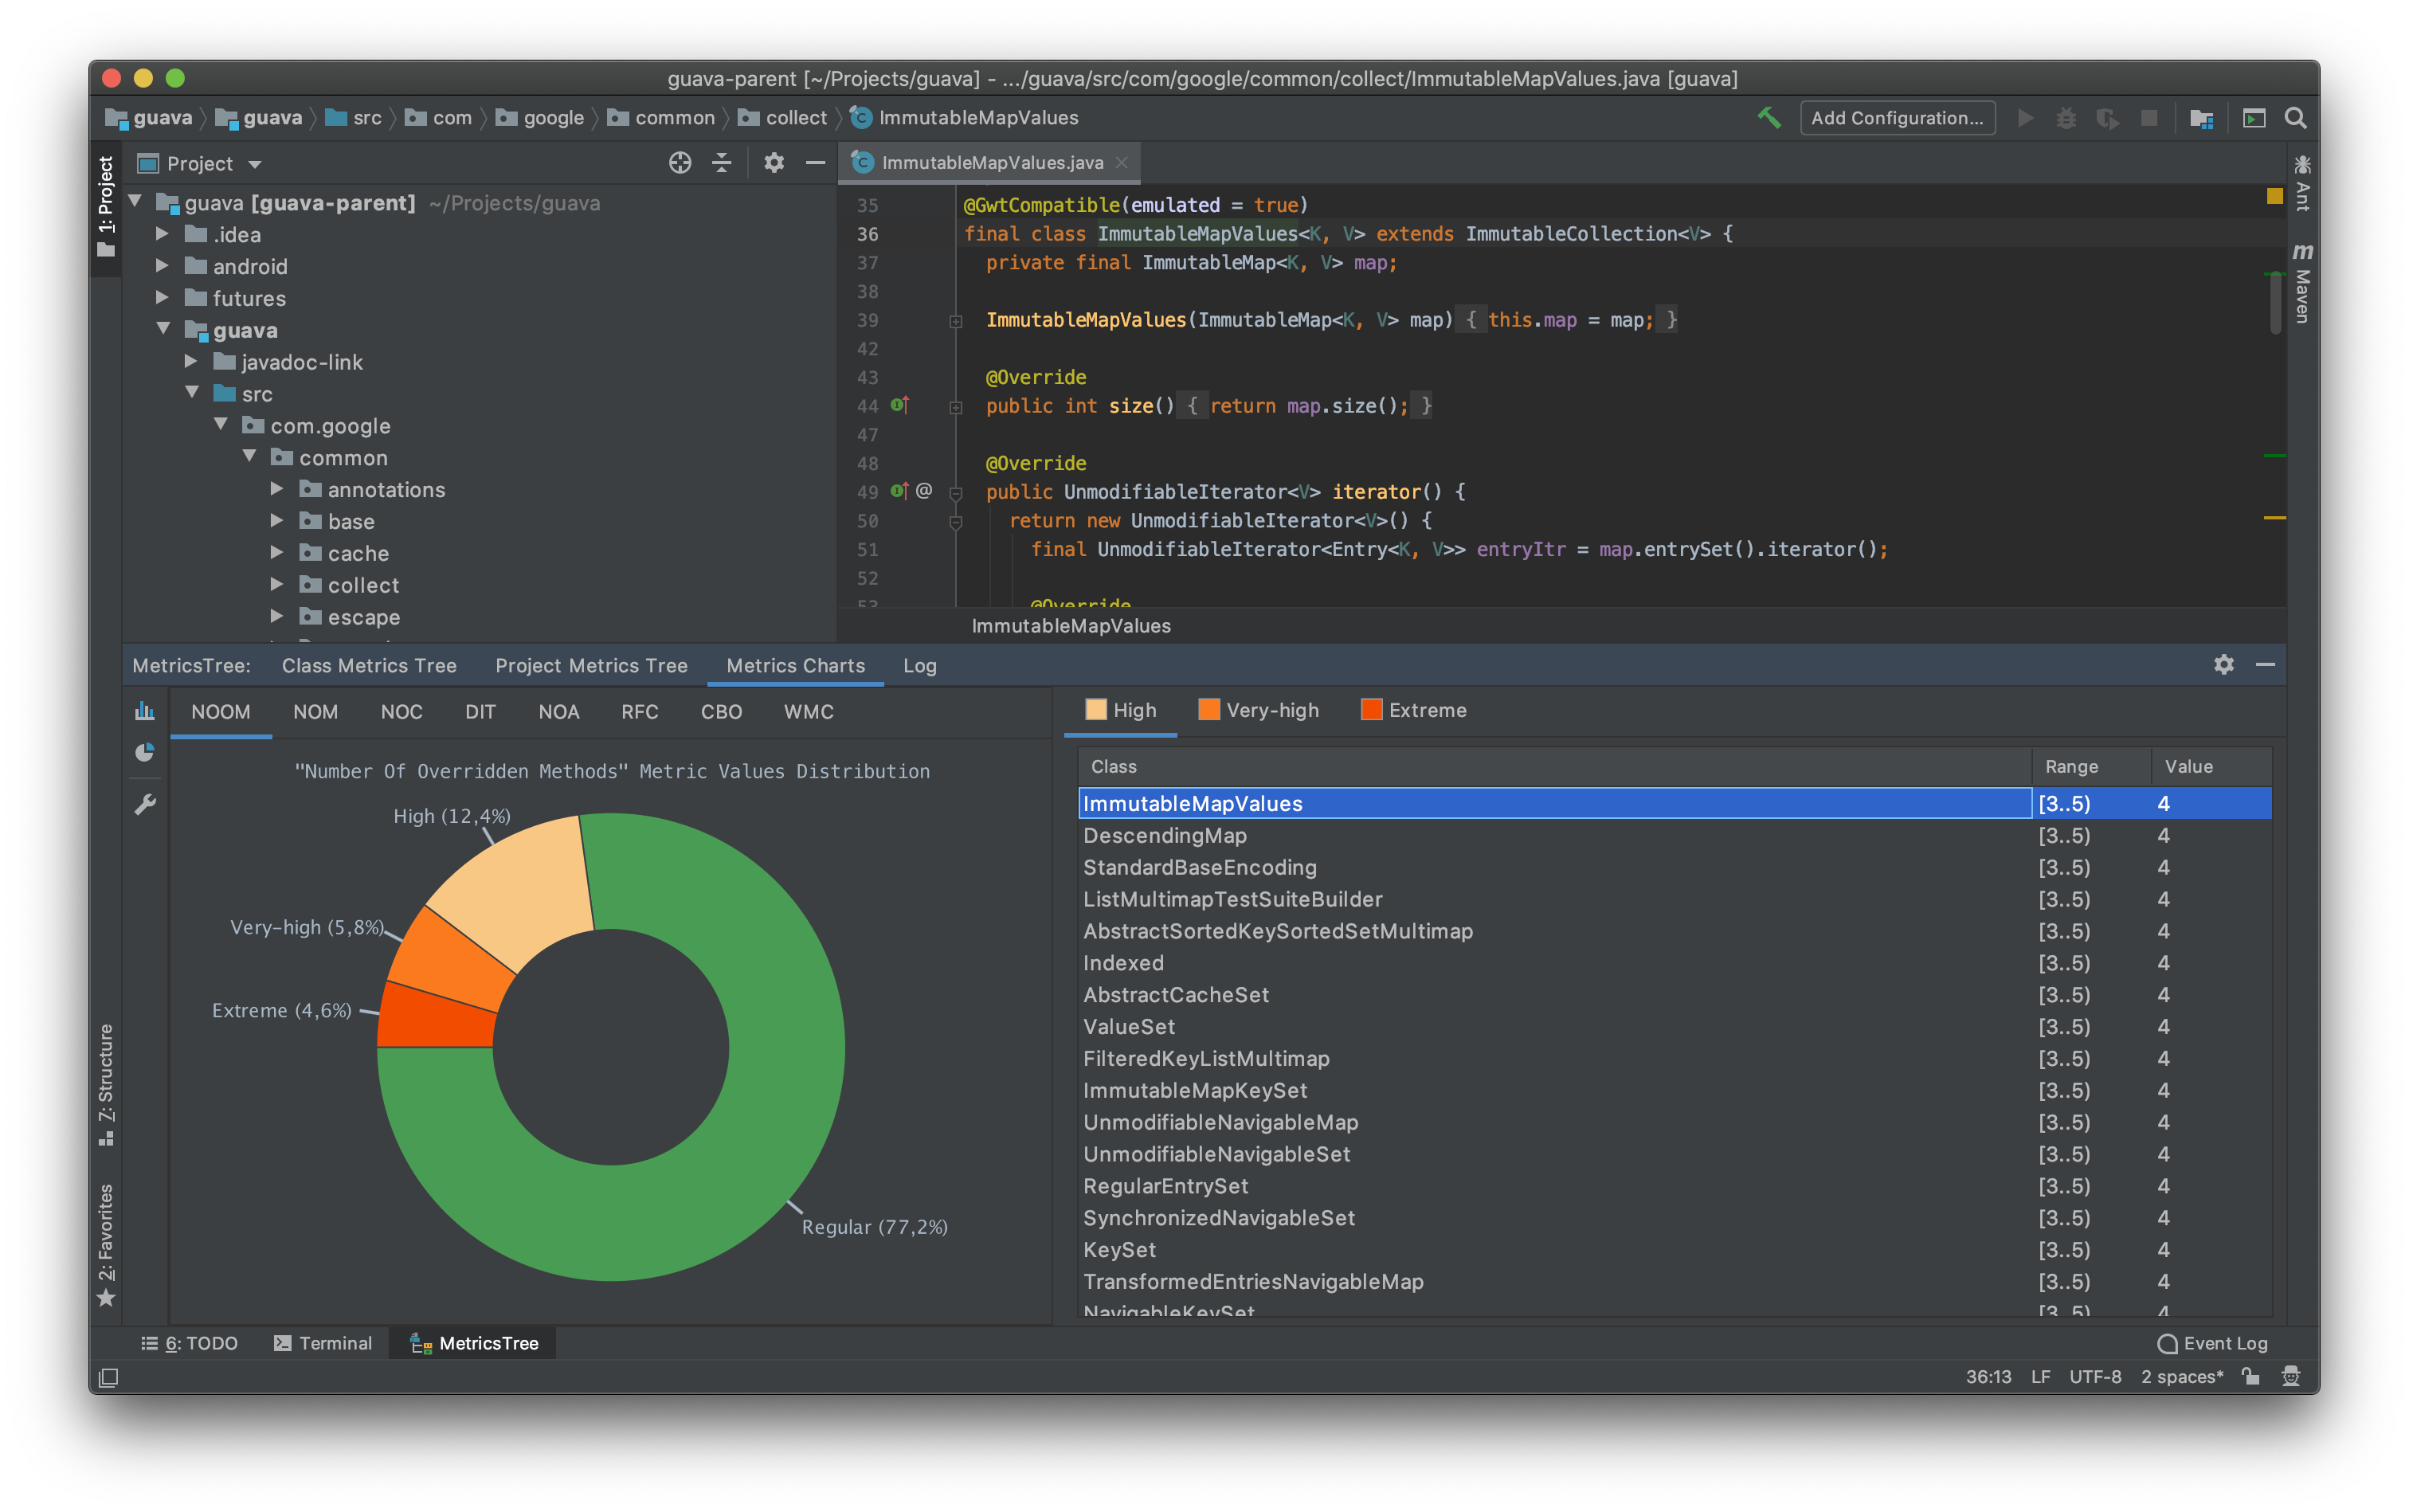 guava-parent [~/Projects/guava] - .../guava/src/com/google/common/collect/ImmutableMapValues.java [guava]
guava guava src com google common collect ImmutableMapValues
Add Configuration...
1: Project
Project
guava [guava-parent] ~/Projects/guava
.idea
android
futures
guava
javadoc-link
src
com.google
common
annotations
base
cache
collect
escape
ImmutableMapValues.java
35 @GwtCompatible(emulated = true)
36 final class ImmutableMapValues<K, V> extends ImmutableCollection<V> {
37 private final ImmutableMap<K, V> map;
38
39 ImmutableMapValues(ImmutableMap<K, V> map) { this.map = map; }
42
43 @Override
44 public int size() { return map.size(); }
47
48 @Override
49 @ public UnmodifiableIterator<V> iterator() {
50 return new UnmodifiableIterator<V>() {
51 final UnmodifiableIterator<Entry<K, V>> entryItr = map.entrySet().iterator();
52
53 @Override
ImmutableMapValues
Ant
m Maven
MetricsTree: Class Metrics Tree Project Metrics Tree Metrics Charts Log
NOOM NOM NOC DIT NOA RFC CBO WMC
"Number Of Overridden Methods" Metric Values Distribution
High (12,4%)
Very-high (5,8%)
Extreme (4,6%)
Regular (77,2%)
High Very-high Extreme
Class Range Value
ImmutableMapValues [3..5) 4
DescendingMap [3..5) 4
StandardBaseEncoding [3..5) 4
ListMultimapTestSuiteBuilder [3..5) 4
AbstractSortedKeySortedSetMultimap [3..5) 4
Indexed [3..5) 4
AbstractCacheSet [3..5) 4
ValueSet [3..5) 4
FilteredKeyListMultimap [3..5) 4
ImmutableMapKeySet [3..5) 4
UnmodifiableNavigableMap [3..5) 4
UnmodifiableNavigableSet [3..5) 4
RegularEntrySet [3..5) 4
SynchronizedNavigableSet [3..5) 4
KeySet [3..5) 4
TransformedEntriesNavigableMap [3..5) 4
NavigableKeySet [3..5) 4
7: Structure
2: Favorites
6: TODO Terminal MetricsTree Event Log
36:13 LF UTF-8 2 spaces*